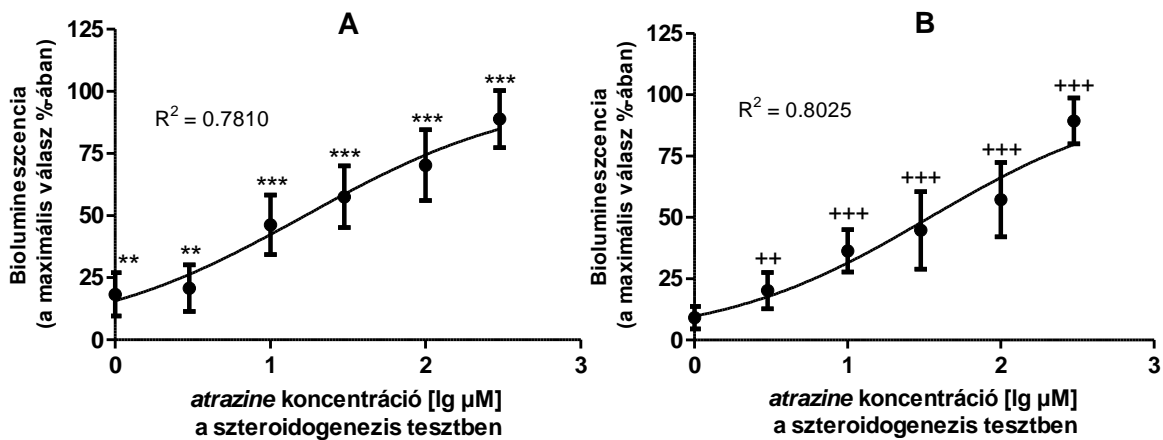 A
Biolumineszcencia
(a maximális válasz %-ában)
125
100
75
50
25
0
R² = 0.7810
**
**
***
***
***
***
0
1
2
3
atrazine koncentráció [lg µM]
a szteroidogenezis tesztben
B
Biolumineszcencia
(a maximális válasz %-ában)
125
100
75
50
25
0
R² = 0.8025
++
+++
+++
+++
+++
0
1
2
3
atrazine koncentráció [lg µM]
a szteroidogenezis tesztben